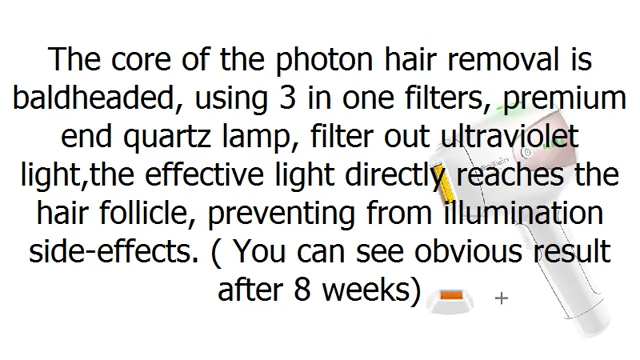 The core of the photon hair removal is
baldheaded, using 3 in one filters, premium
end quartz lamp, filter out ultraviolet
light,the effective light directly reaches the
hair follicle, preventing from illumination
side-effects. ( You can see obvious result
after 8 weeks)
+